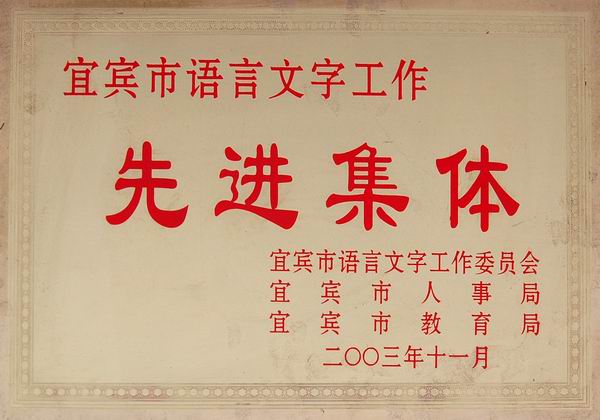 宜宾市语言文字工作
先进集体
宜宾市语言文字工作委员会
宜宾市人事局
宜宾市教育局
二〇〇三年十一月